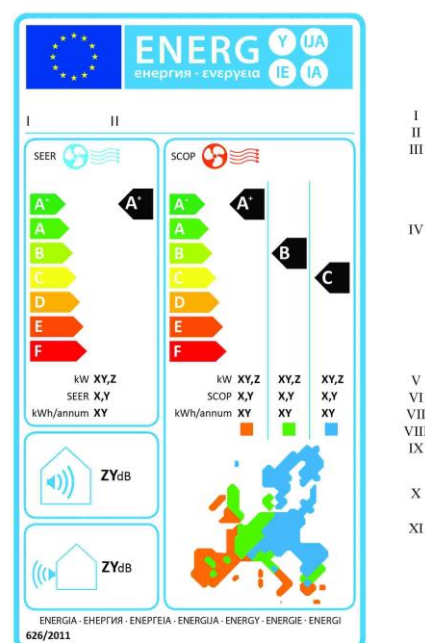 ENERG Y IJA
енергия · ενεργεια IE IA
I II
SEER
A⁺ A⁺
A
B
C
D
E
F
kW XY,Z
SEER X,Y
kWh/annum XY
SCOP
A⁺ A⁺
A
B B
C C
D
E
F
kW XY,Z XY,Z XY,Z
SCOP X,Y X,Y X,Y
kWh/annum XY XY XY
ZYdB
ZYdB
ENERGIA · ЕНЕРГИЯ · ΕΝΕΡΓΕΙΑ · ENERGIJA · ENERGY · ENERGIE · ENERGI
626/2011
I
II
III
IV
V
VI
VII
VIII
IX
X
XI